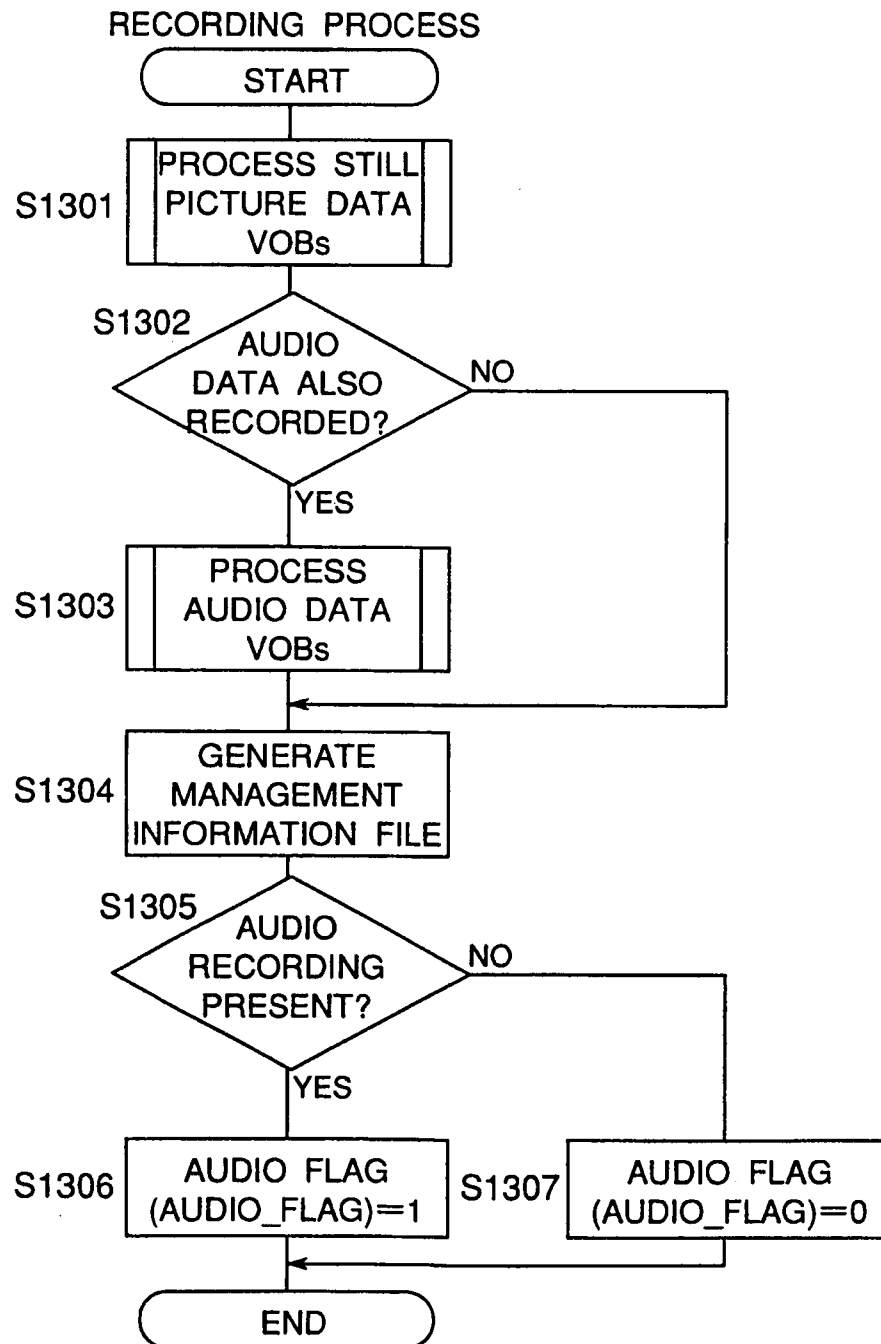 RECORDING PROCESS
START
S1301
PROCESS STILL
PICTURE DATA
VOBs
S1302
AUDIO
DATA ALSO
RECORDED?
NO
YES
S1303
PROCESS
AUDIO DATA
VOBs
S1304
GENERATE
MANAGEMENT
INFORMATION FILE
S1305
AUDIO
RECORDING
PRESENT?
NO
YES
S1306
AUDIO FLAG
(AUDIO_FLAG)=1
S1307
AUDIO FLAG
(AUDIO_FLAG)=0
END